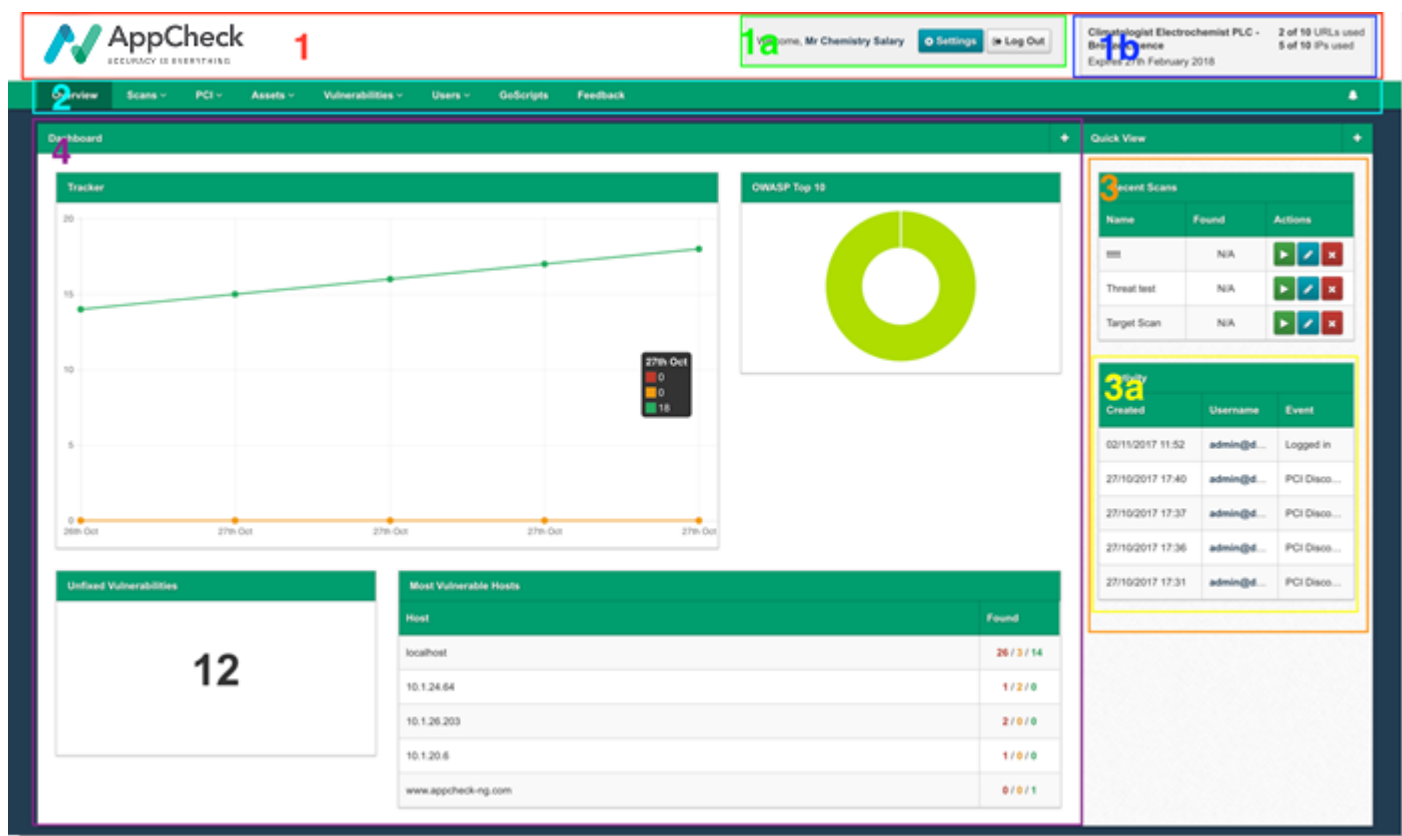 AppCheck
ACCURACY IS EVERYTHING
1
1a
Mr Chemistry Salary
Settings
Log Out
1b
Climatologist Electrochemist PLC -
2 of 10 URLs used
5 of 10 IPs used
Expires 27th February 2018
2
Scans
PCI
Assets
Vulnerabilities
Users
GoScripts
Feedback
Dashboard
4
Tracker
20
15
10
5
0
26th Oct
27th Oct
27th Oct
27th Oct
27th Oct
27th Oct
0
0
18
OWASP Top 10
Unfixed Vulnerabilities
12
Most Vulnerable Hosts
Host Found
localhost 26 / 3 / 14
10.1.24.64 1 / 2 / 0
10.1.26.203 2 / 0 / 0
10.1.20.6 1 / 0 / 0
www.appcheck-ng.com 0 / 0 / 1
Quick View
3
Recent Scans
Name Found Actions
ttttt N/A
Threat test N/A
Target Scan N/A
3a
Created Username Event
02/11/2017 11:52 admin@d... Logged in
27/10/2017 17:40 admin@d... PCI Disco...
27/10/2017 17:37 admin@d... PCI Disco...
27/10/2017 17:36 admin@d... PCI Disco...
27/10/2017 17:31 admin@d... PCI Disco...